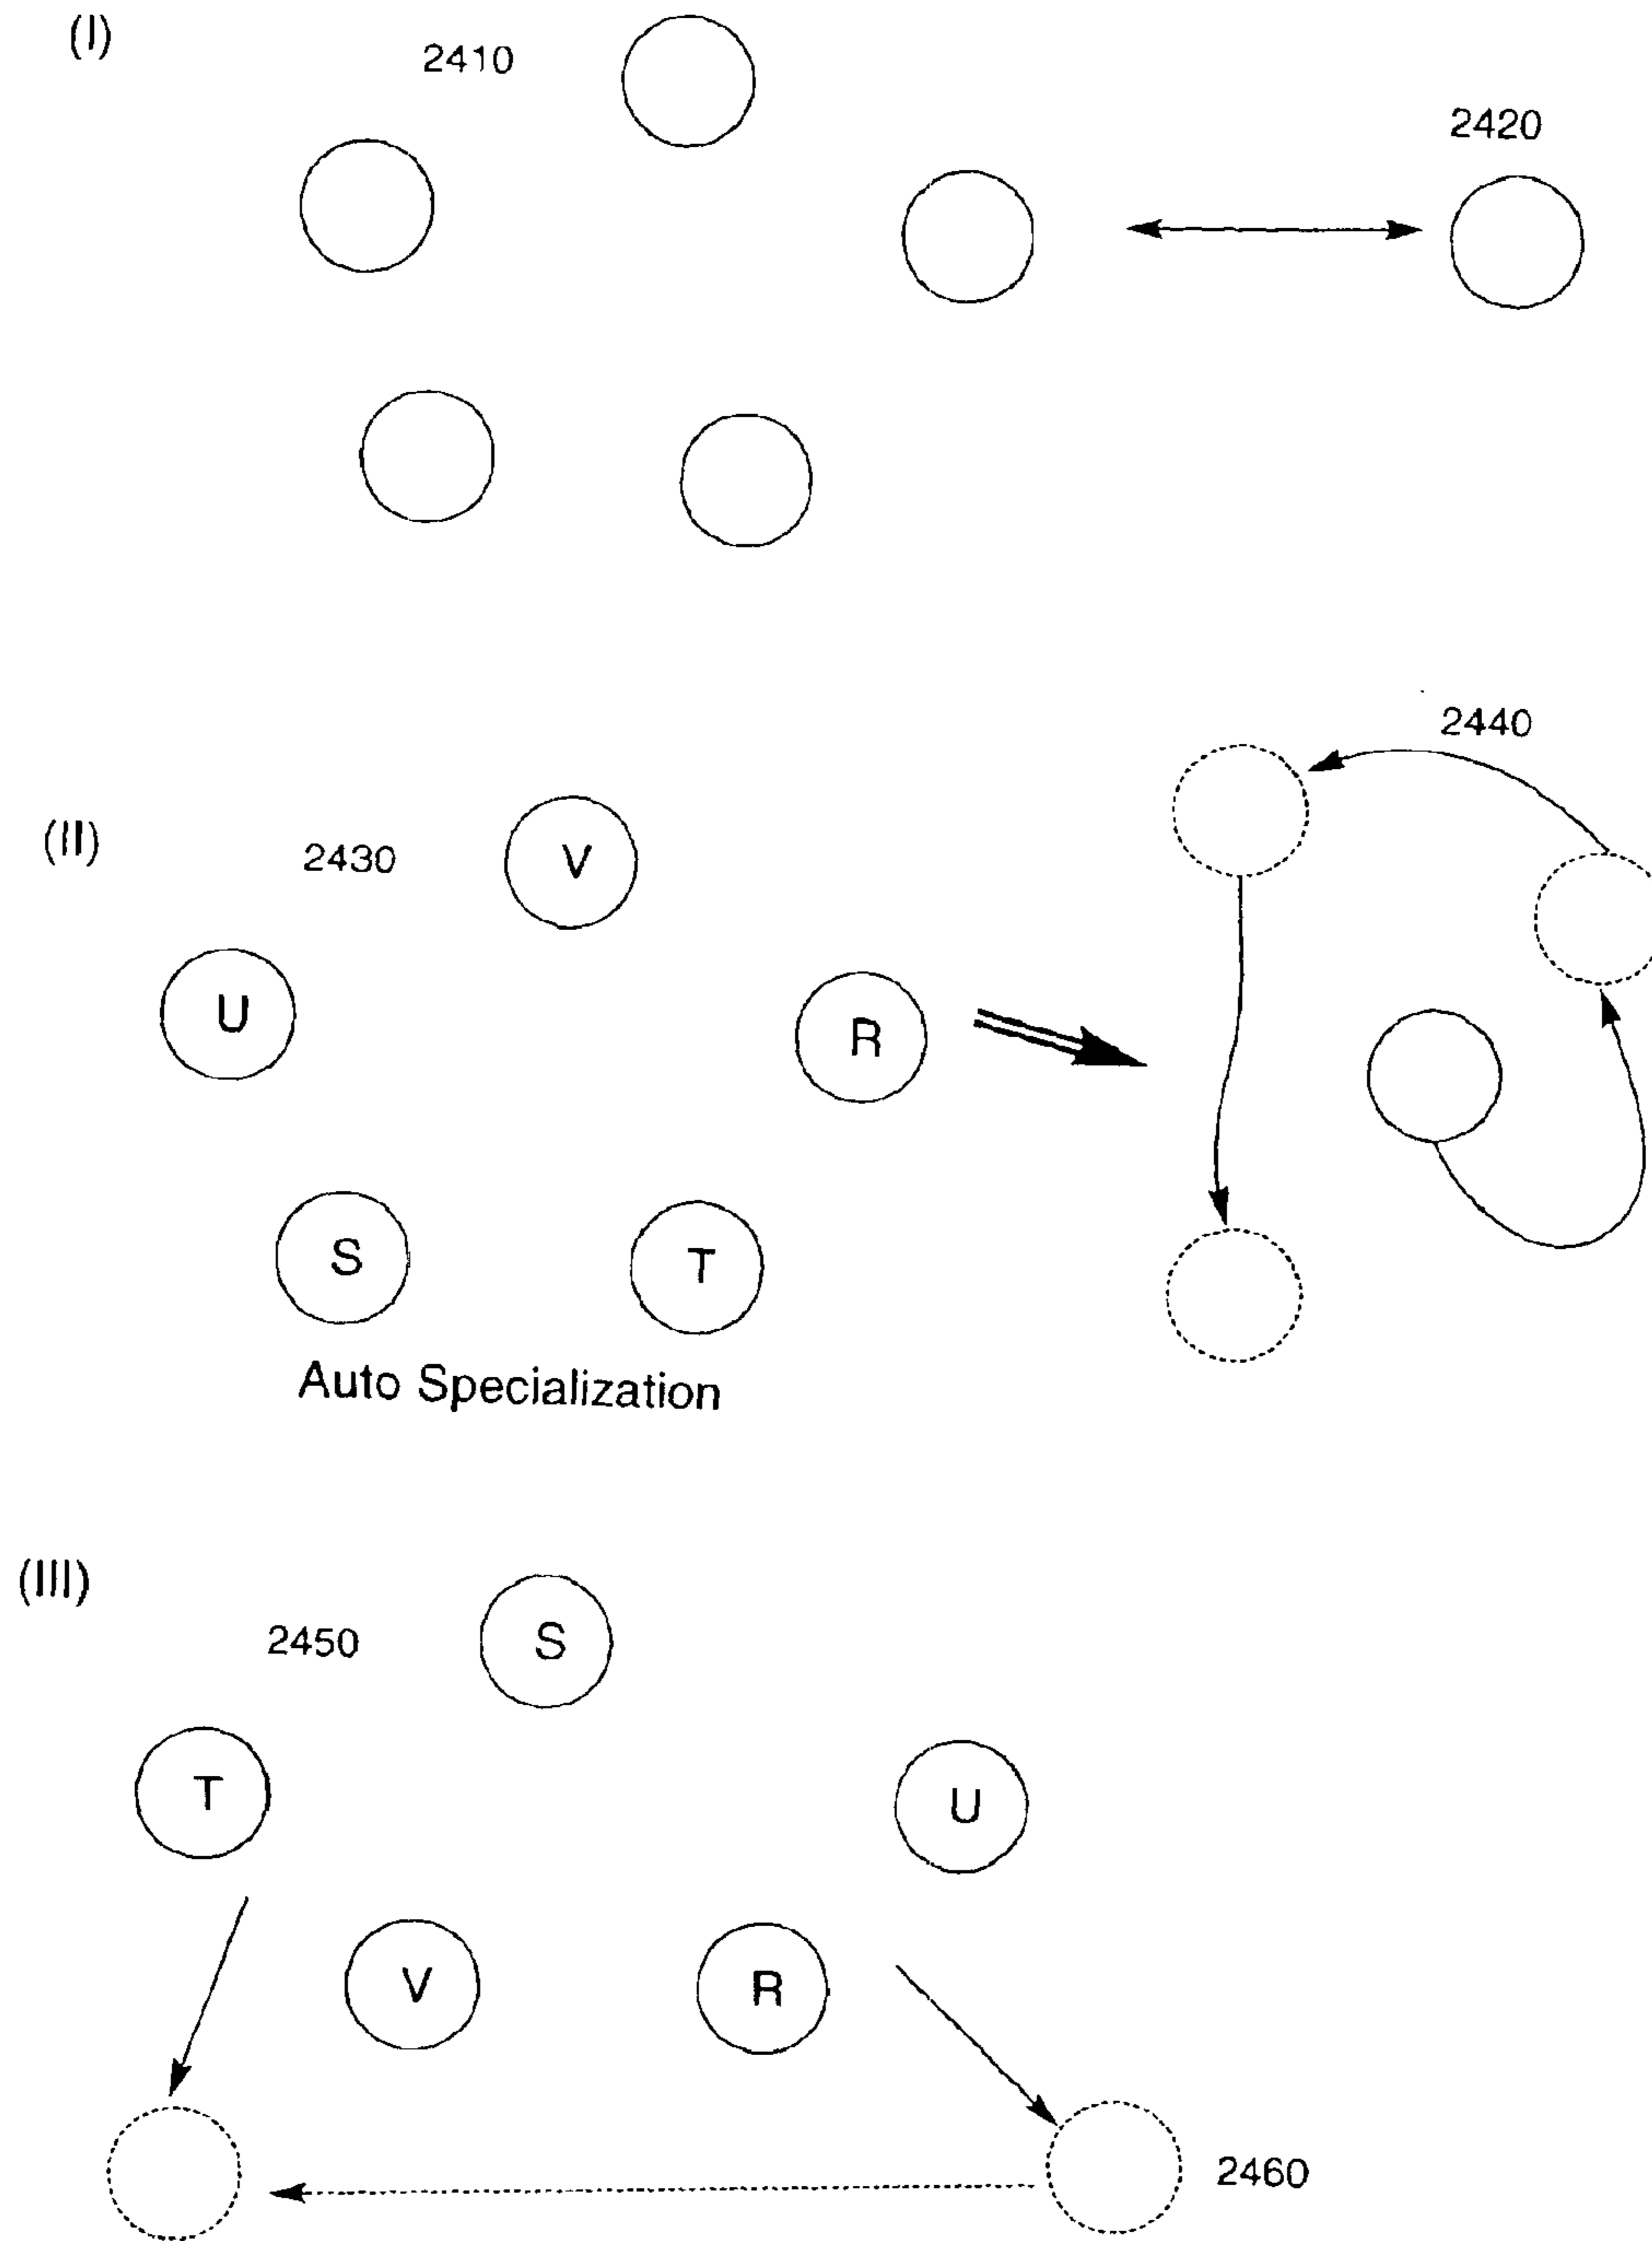 (I)
2410
2420
2440
(II)
2430
V
U
R
S
T
Auto Specialization
(III)
2450
S
T
U
V
R
2460